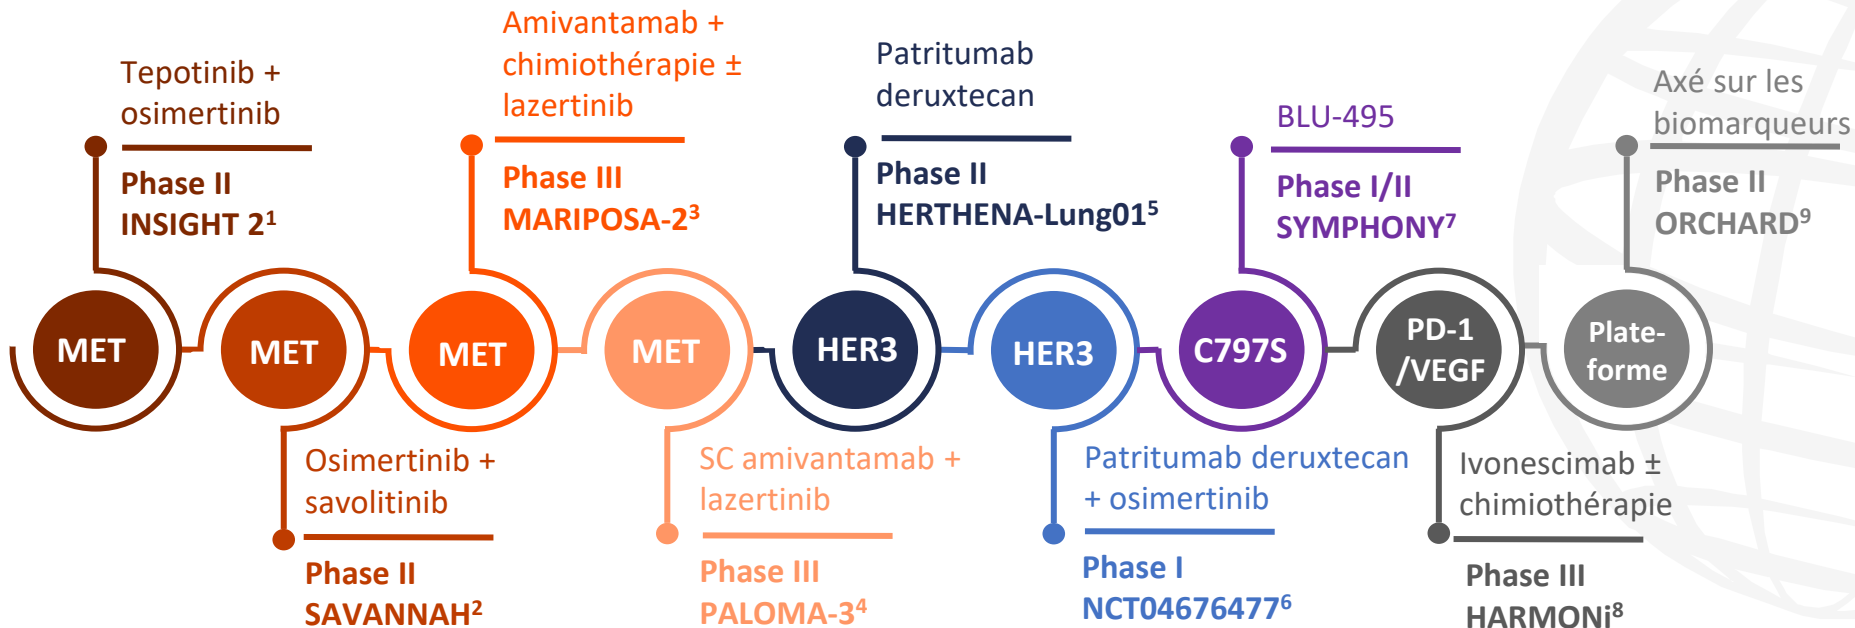 Tepotinib +
osimertinib
Phase II
INSIGHT 2¹
Amivantamab +
chimiothérapie ±
lazertinib
Phase III
MARIPOSA-2³
Patritumab
deruxtecan
Phase II
HERTHENA-Lung01⁵
BLU-495
Phase I/II
SYMPHONY⁷
Axé sur les
biomarqueurs
Phase II
ORCHARD⁹
MET
MET
MET
MET
HER3
HER3
C797S
PD-1
/VEGF
Plate-
forme
Osimertinib +
savolitinib
Phase II
SAVANNAH²
SC amivantamab +
lazertinib
Phase III
PALOMA-3⁴
Patritumab deruxtecan
+ osimertinib
Phase I
NCT04676477⁶
Ivonescimab ±
chimiothérapie
Phase III
HARMONi⁸